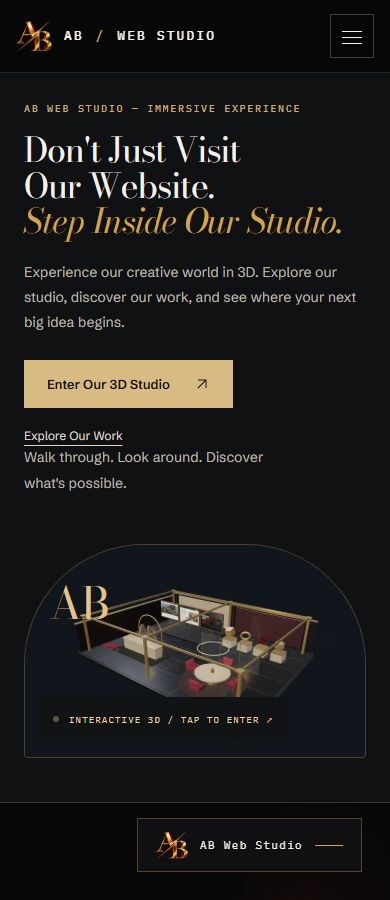 AB
AB / WEB STUDIO
AB WEB STUDIO — IMMERSIVE EXPERIENCE
Don't Just Visit
Our Website.
Step Inside Our Studio.
Experience our creative world in 3D. Explore our
studio, discover our work, and see where your next
big idea begins.
Enter Our 3D Studio
Explore Our Work
Walk through. Look around. Discover
what's possible.
AB
INTERACTIVE 3D / TAP TO ENTER ↗
AB
AB Web Studio